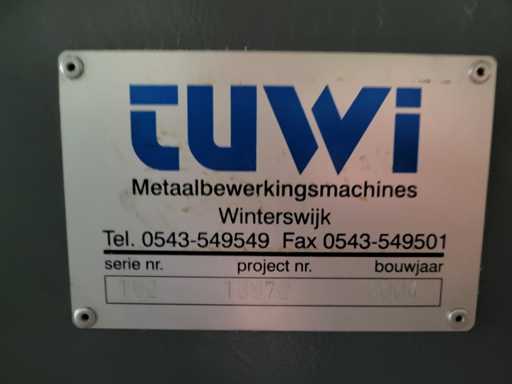 tuwi
Metaalbewerkingsmachines
Winterswijk
Tel. 0543-549549 Fax 0543-549501
serie nr. project nr. bouwjaar